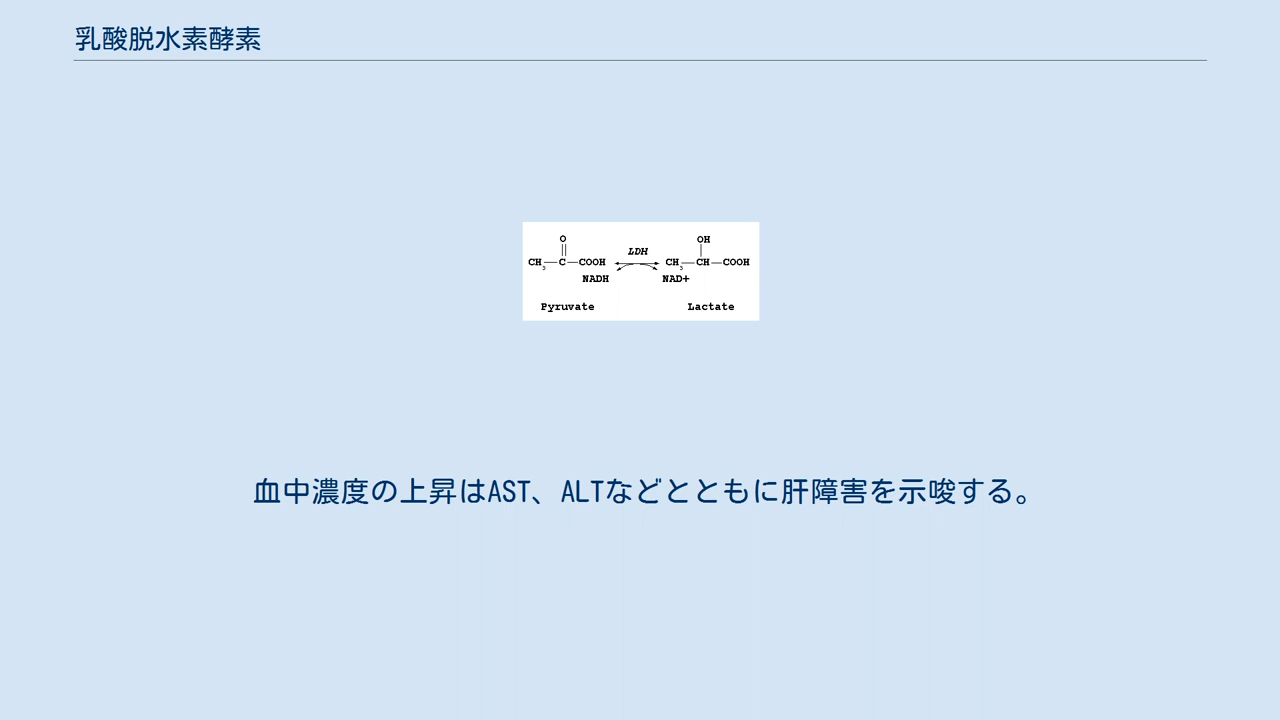 乳酸脱水素酵素
O OH
LDH
CH3—C—COOH CH3—CH—COOH
NADH NAD+
Pyruvate Lactate
血中濃度の上昇はAST、ALTなどとともに肝障害を示唆する。